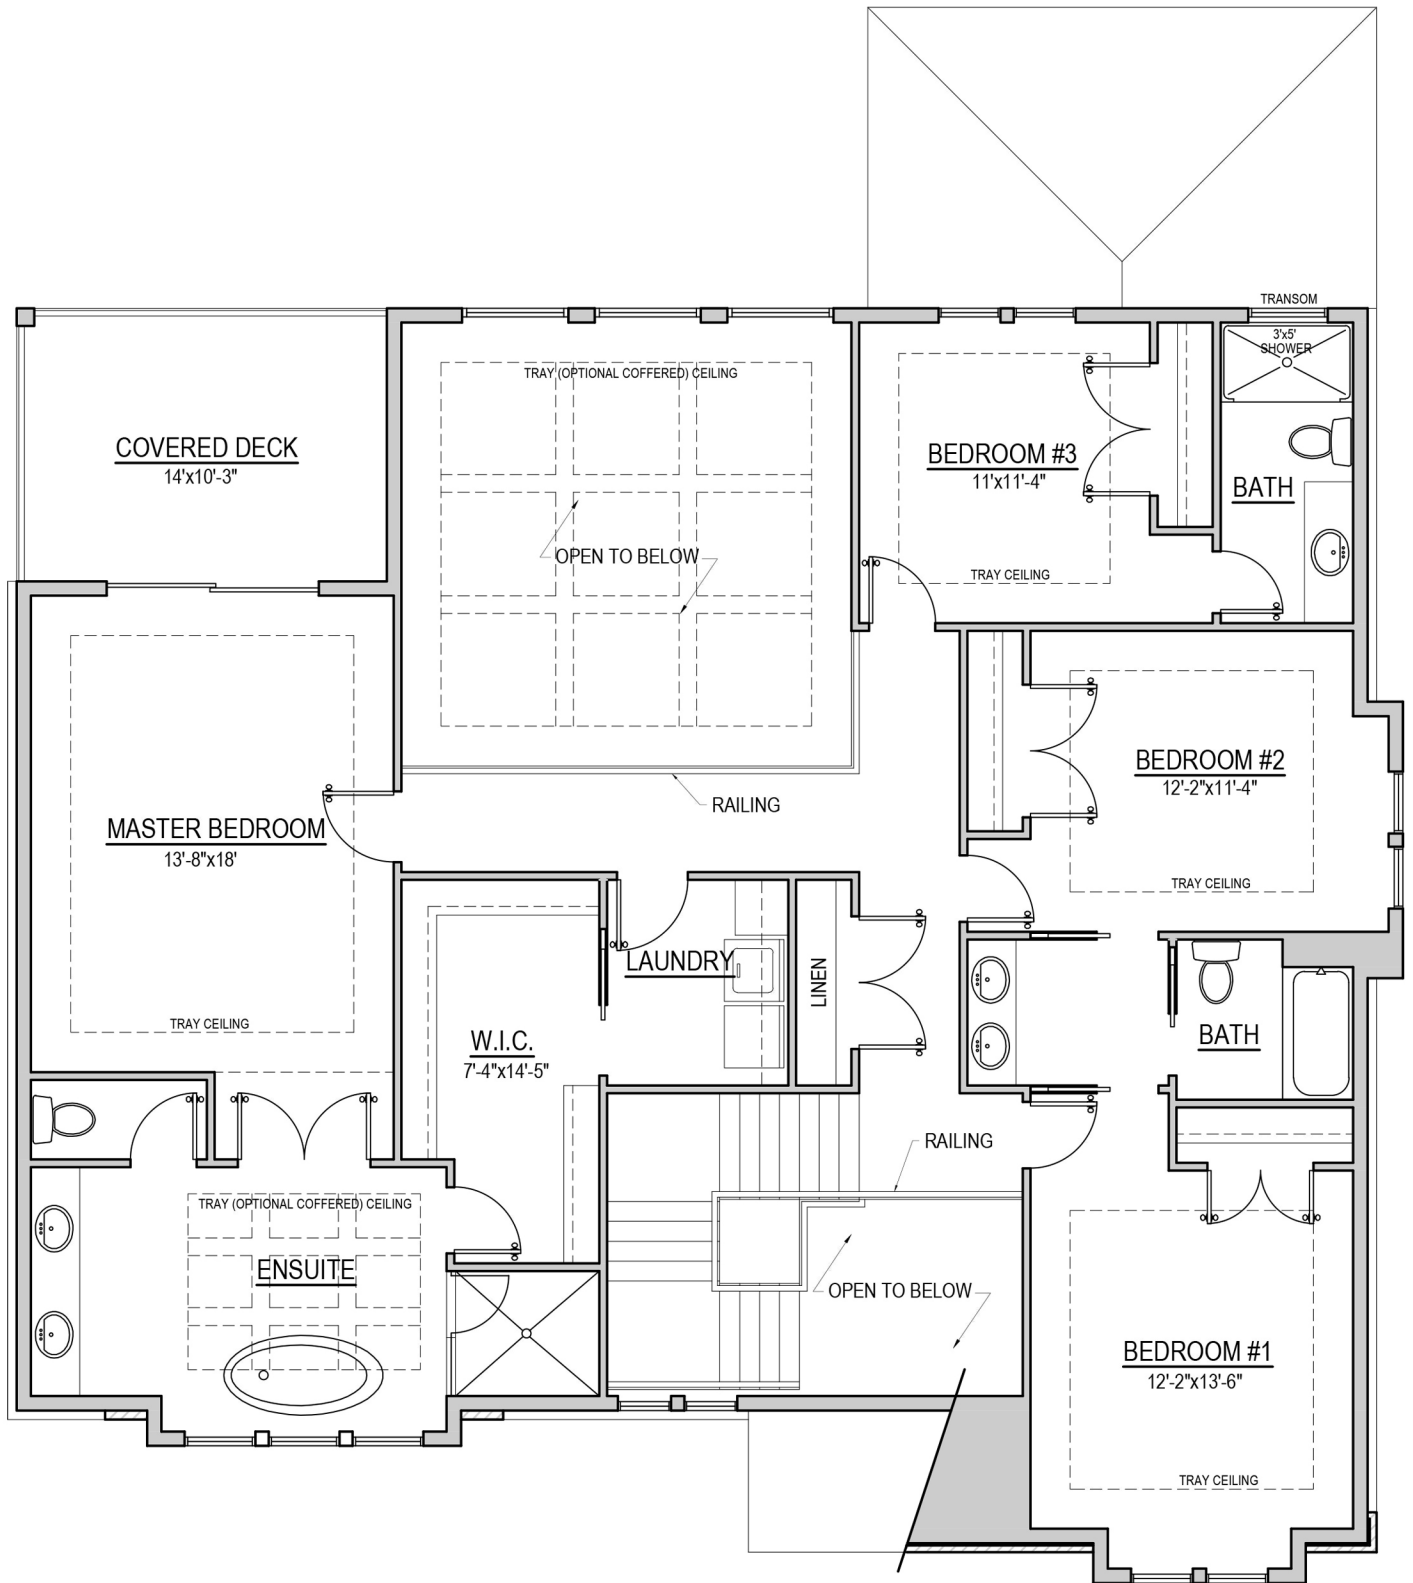 TRANSOM
3'x5'
SHOWER
TRAY (OPTIONAL COFFERED) CEILING
COVERED DECK
14'x10'-3"
BEDROOM #3
11'x11'-4"
BATH
OPEN TO BELOW
TRAY CEILING
BEDROOM #2
12'-2"x11'-4"
RAILING
MASTER BEDROOM
13'-8"x18'
TRAY CEILING
LAUNDRY
LINEN
TRAY CEILING
W.I.C.
7'-4"x14'-5"
BATH
RAILING
TRAY (OPTIONAL COFFERED) CEILING
ENSUITE
OPEN TO BELOW
BEDROOM #1
12'-2"x13'-6"
TRAY CEILING